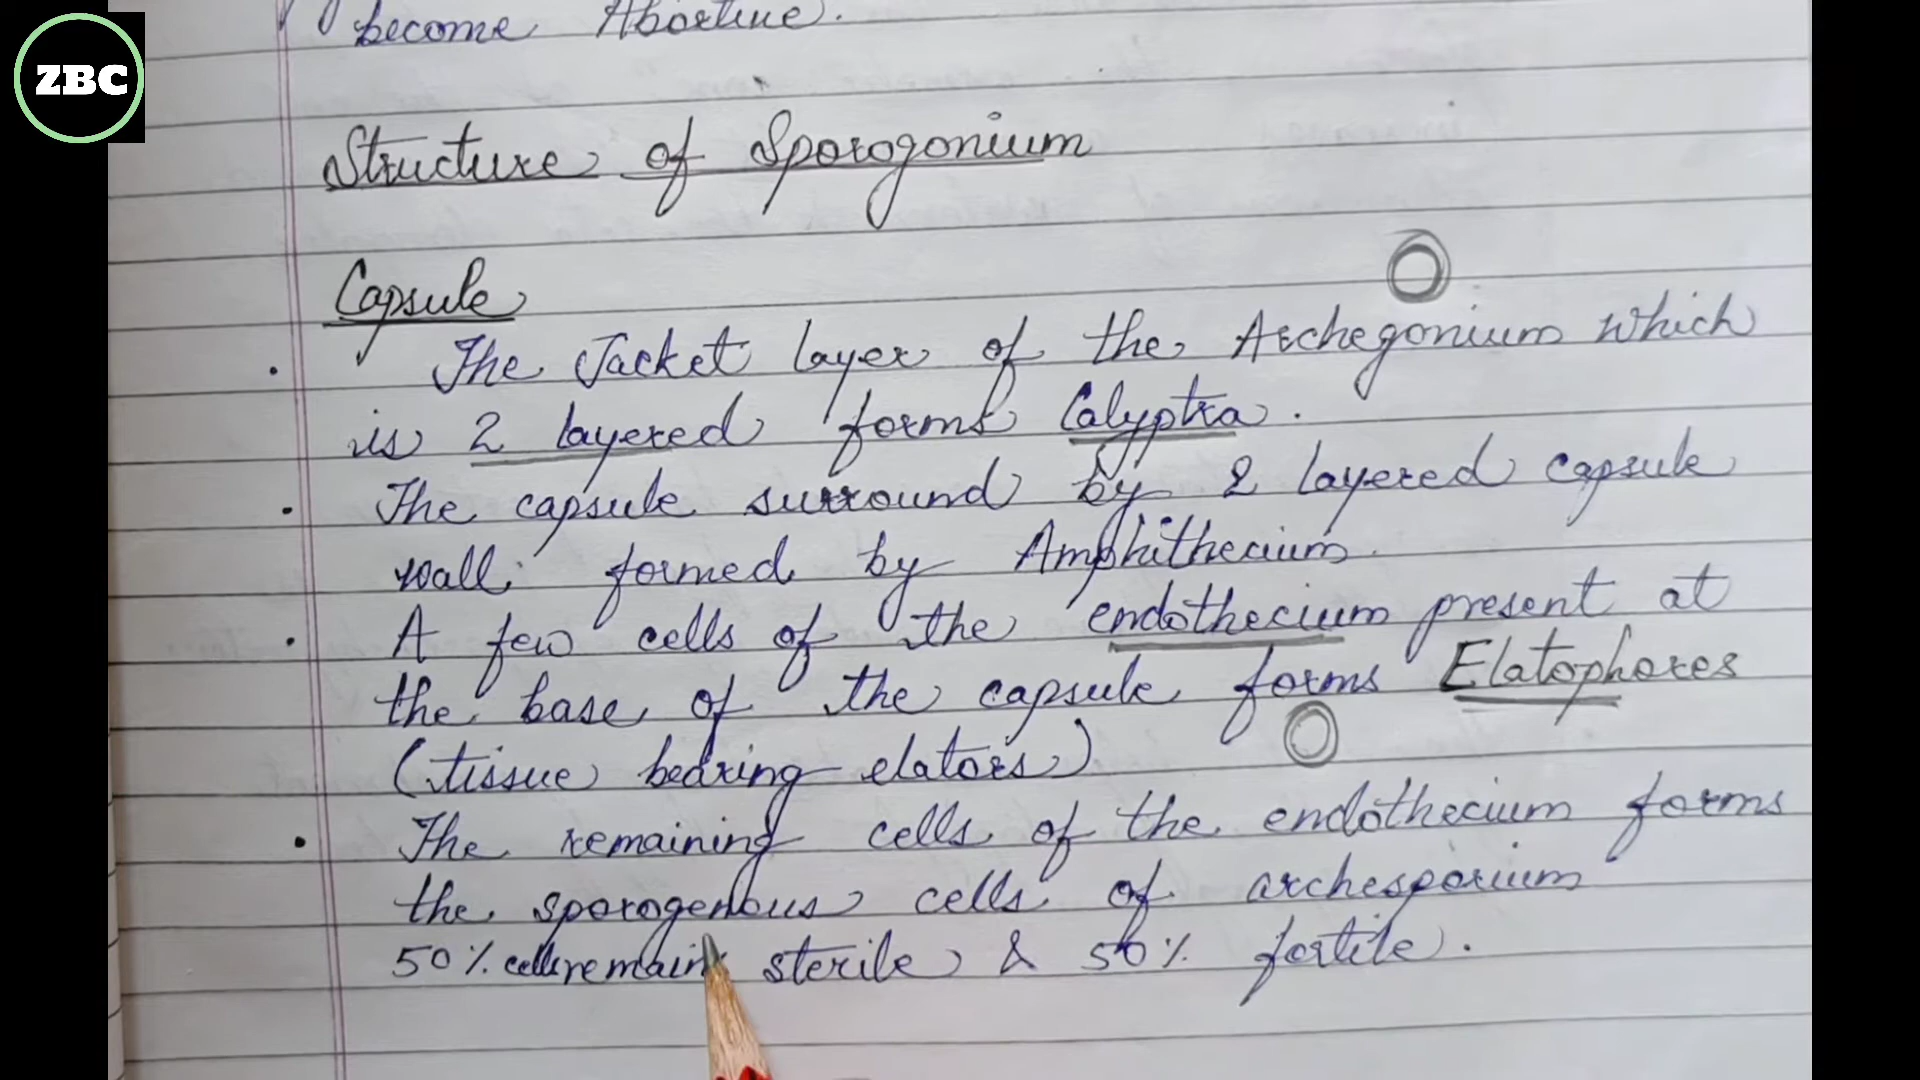 ZBC
become Abortive.
Structure of Sporogonium
Capsule
. The Jacket layer of the Archegonium which
is 2 layered forms Calyptra.
. The capsule surround by 2 layered capsule
wall formed by Amphithecium.
. A few cells of the endothecium present at
the base of the capsule forms Elatophores
(tissue bearing elators)
. The remaining cells of the endothecium forms
the sporogenous cells of archesporium
50% cells remain sterile & 50% fertile.